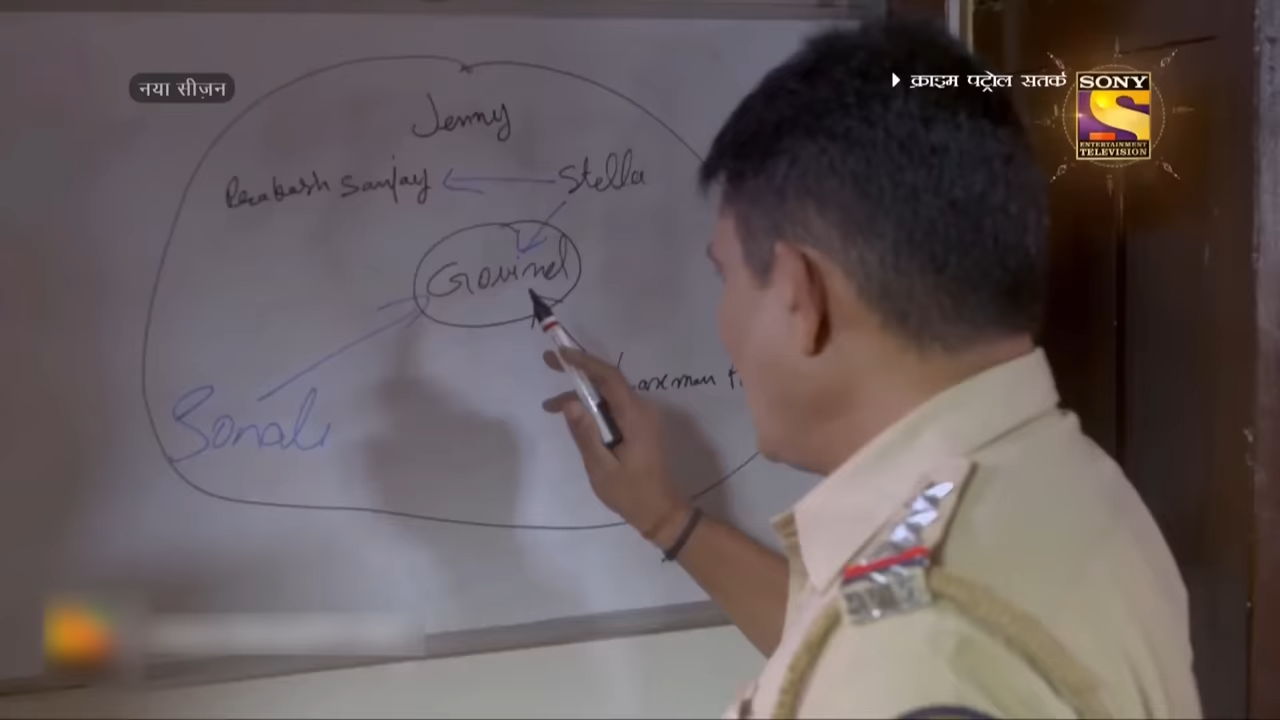 नया सीज़न
क्राइम पट्रोल सतर्क
SONY
ENTERTAINMENT
TELEVISION
Jenny
Prakash Sanjay
Stella
Govind
Laxman
Sonali